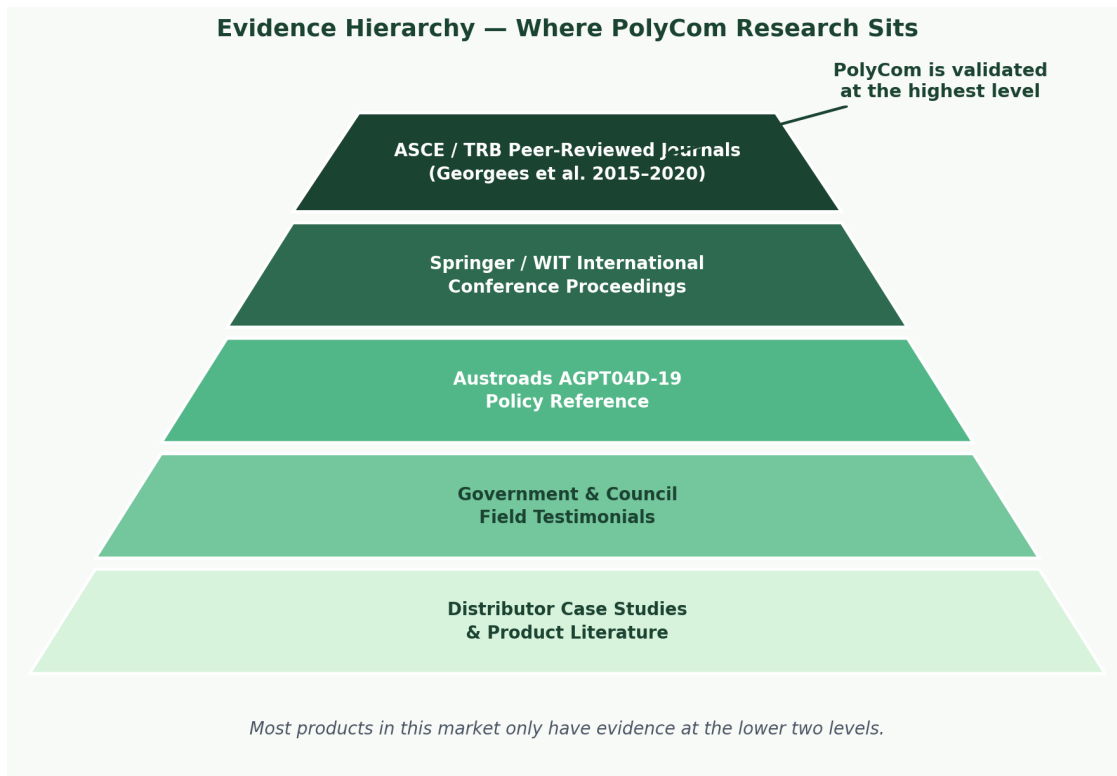 Evidence Hierarchy — Where PolyCom Research Sits
PolyCom is validated
at the highest level
ASCE / TRB Peer-Reviewed Journals
(Georgees et al. 2015–2020)
Springer / WIT International
Conference Proceedings
Austroads AGPT04D-19
Policy Reference
Government & Council
Field Testimonials
Distributor Case Studies
& Product Literature
Most products in this market only have evidence at the lower two levels.